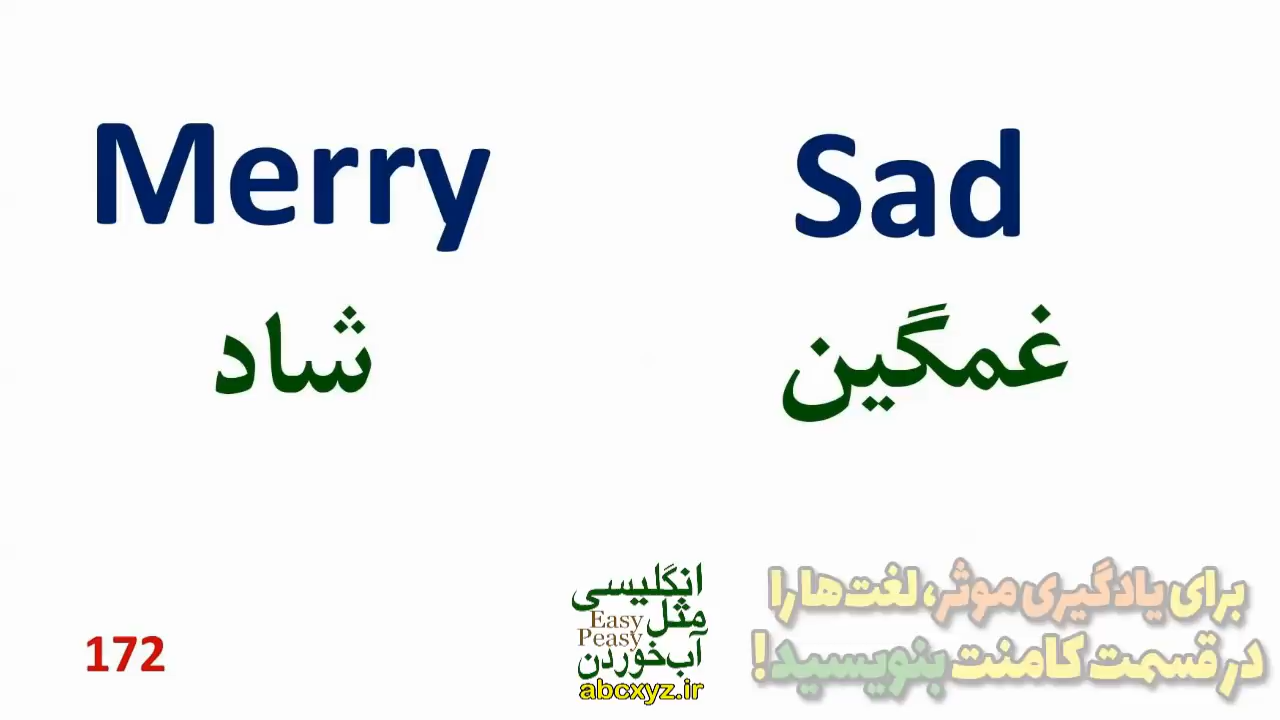 Merry
Sad
شاد
غمگین
172
انگلیسی
مثل
Easy
Peasy
آب‌خوردن
abcxyz.ir
برای یادگیری موثر، لغت‌ها را
در قسمت کامنت بنویسید!